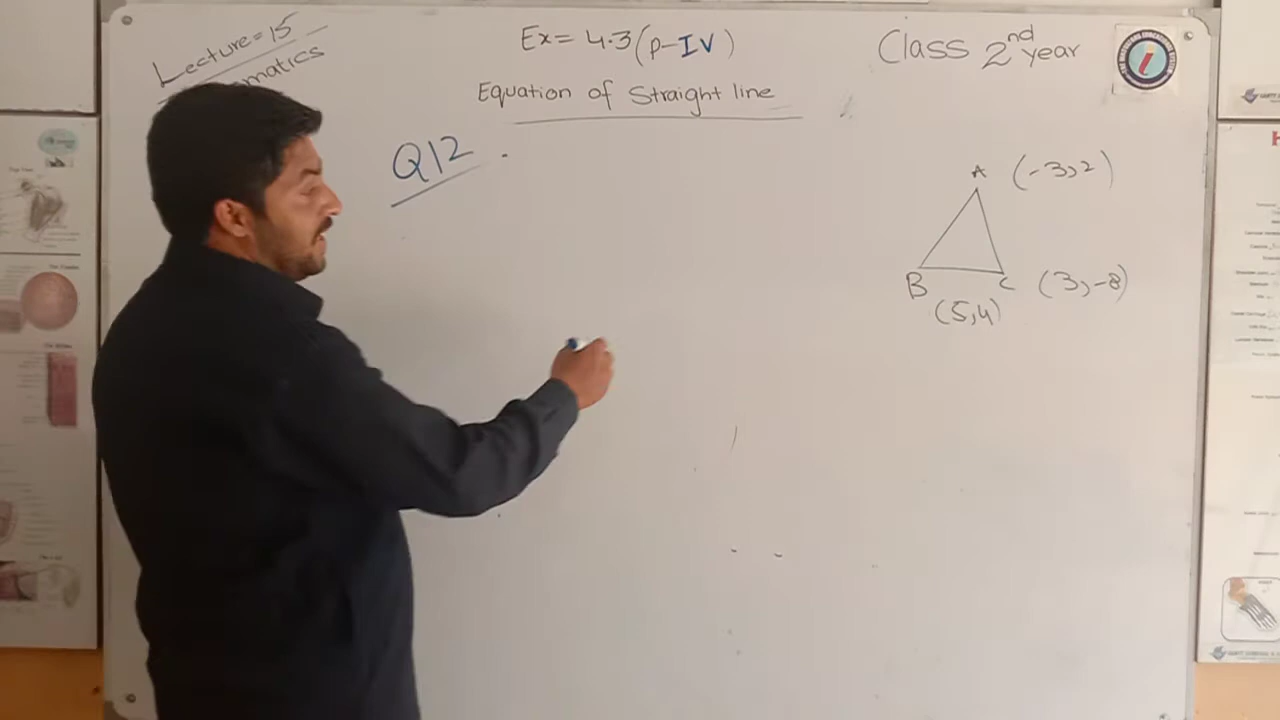 Lecture=15
Ex= 4.3 (P-IV)
Class 2nd year
Equation of Straight line
Q12.
A (-3,2)
B
C (3,-8)
(5,4)